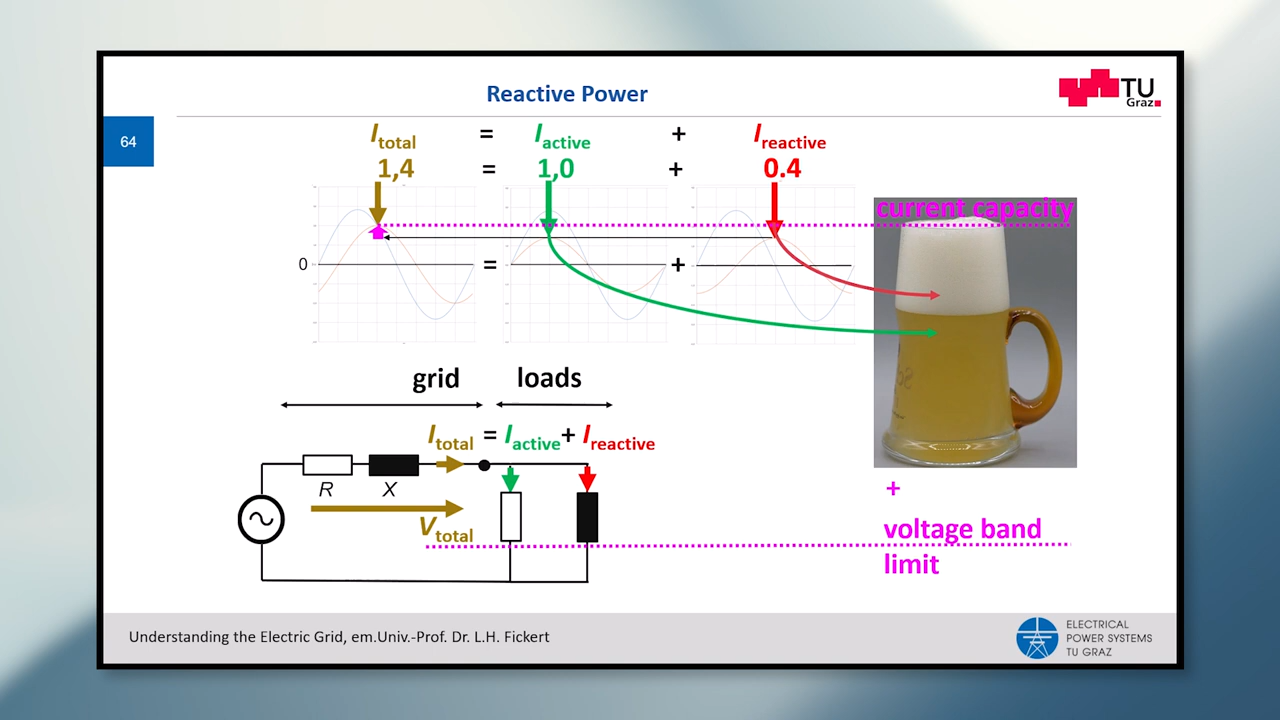 Reactive Power
TU
Graz
64
Itotal = Iactive + Ireactive
1,4 = 1,0 + 0.4
current capacity
0 = +
grid loads
Itotal = Iactive + Ireactive
R X
Vtotal
+
voltage band
limit
Understanding the Electric Grid, em.Univ.-Prof. Dr. L.H. Fickert
ELECTRICAL
POWER SYSTEMS
TU GRAZ